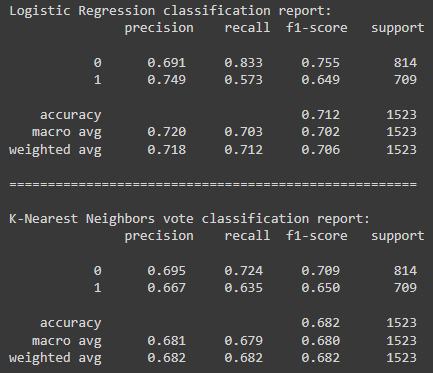 Logistic Regression classification report:
precision recall f1-score support
0 0.691 0.833 0.755 814
1 0.749 0.573 0.649 709
accuracy 0.712 1523
macro avg 0.720 0.703 0.702 1523
weighted avg 0.718 0.712 0.706 1523
=====================================================
K-Nearest Neighbors vote classification report:
precision recall f1-score support
0 0.695 0.724 0.709 814
1 0.667 0.635 0.650 709
accuracy 0.682 1523
macro avg 0.681 0.679 0.680 1523
weighted avg 0.682 0.682 0.682 1523